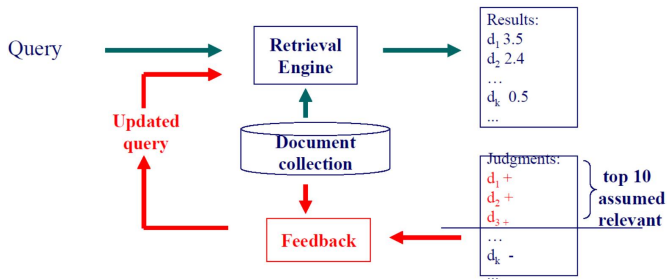 Query
Retrieval
Engine
Results:
d1 3.5
d2 2.4
…
dk 0.5
...
Updated
query
Document
collection
Feedback
Judgments:
d1 +
d2 +
d3 +
…
dk -
...
top 10
assumed
relevant